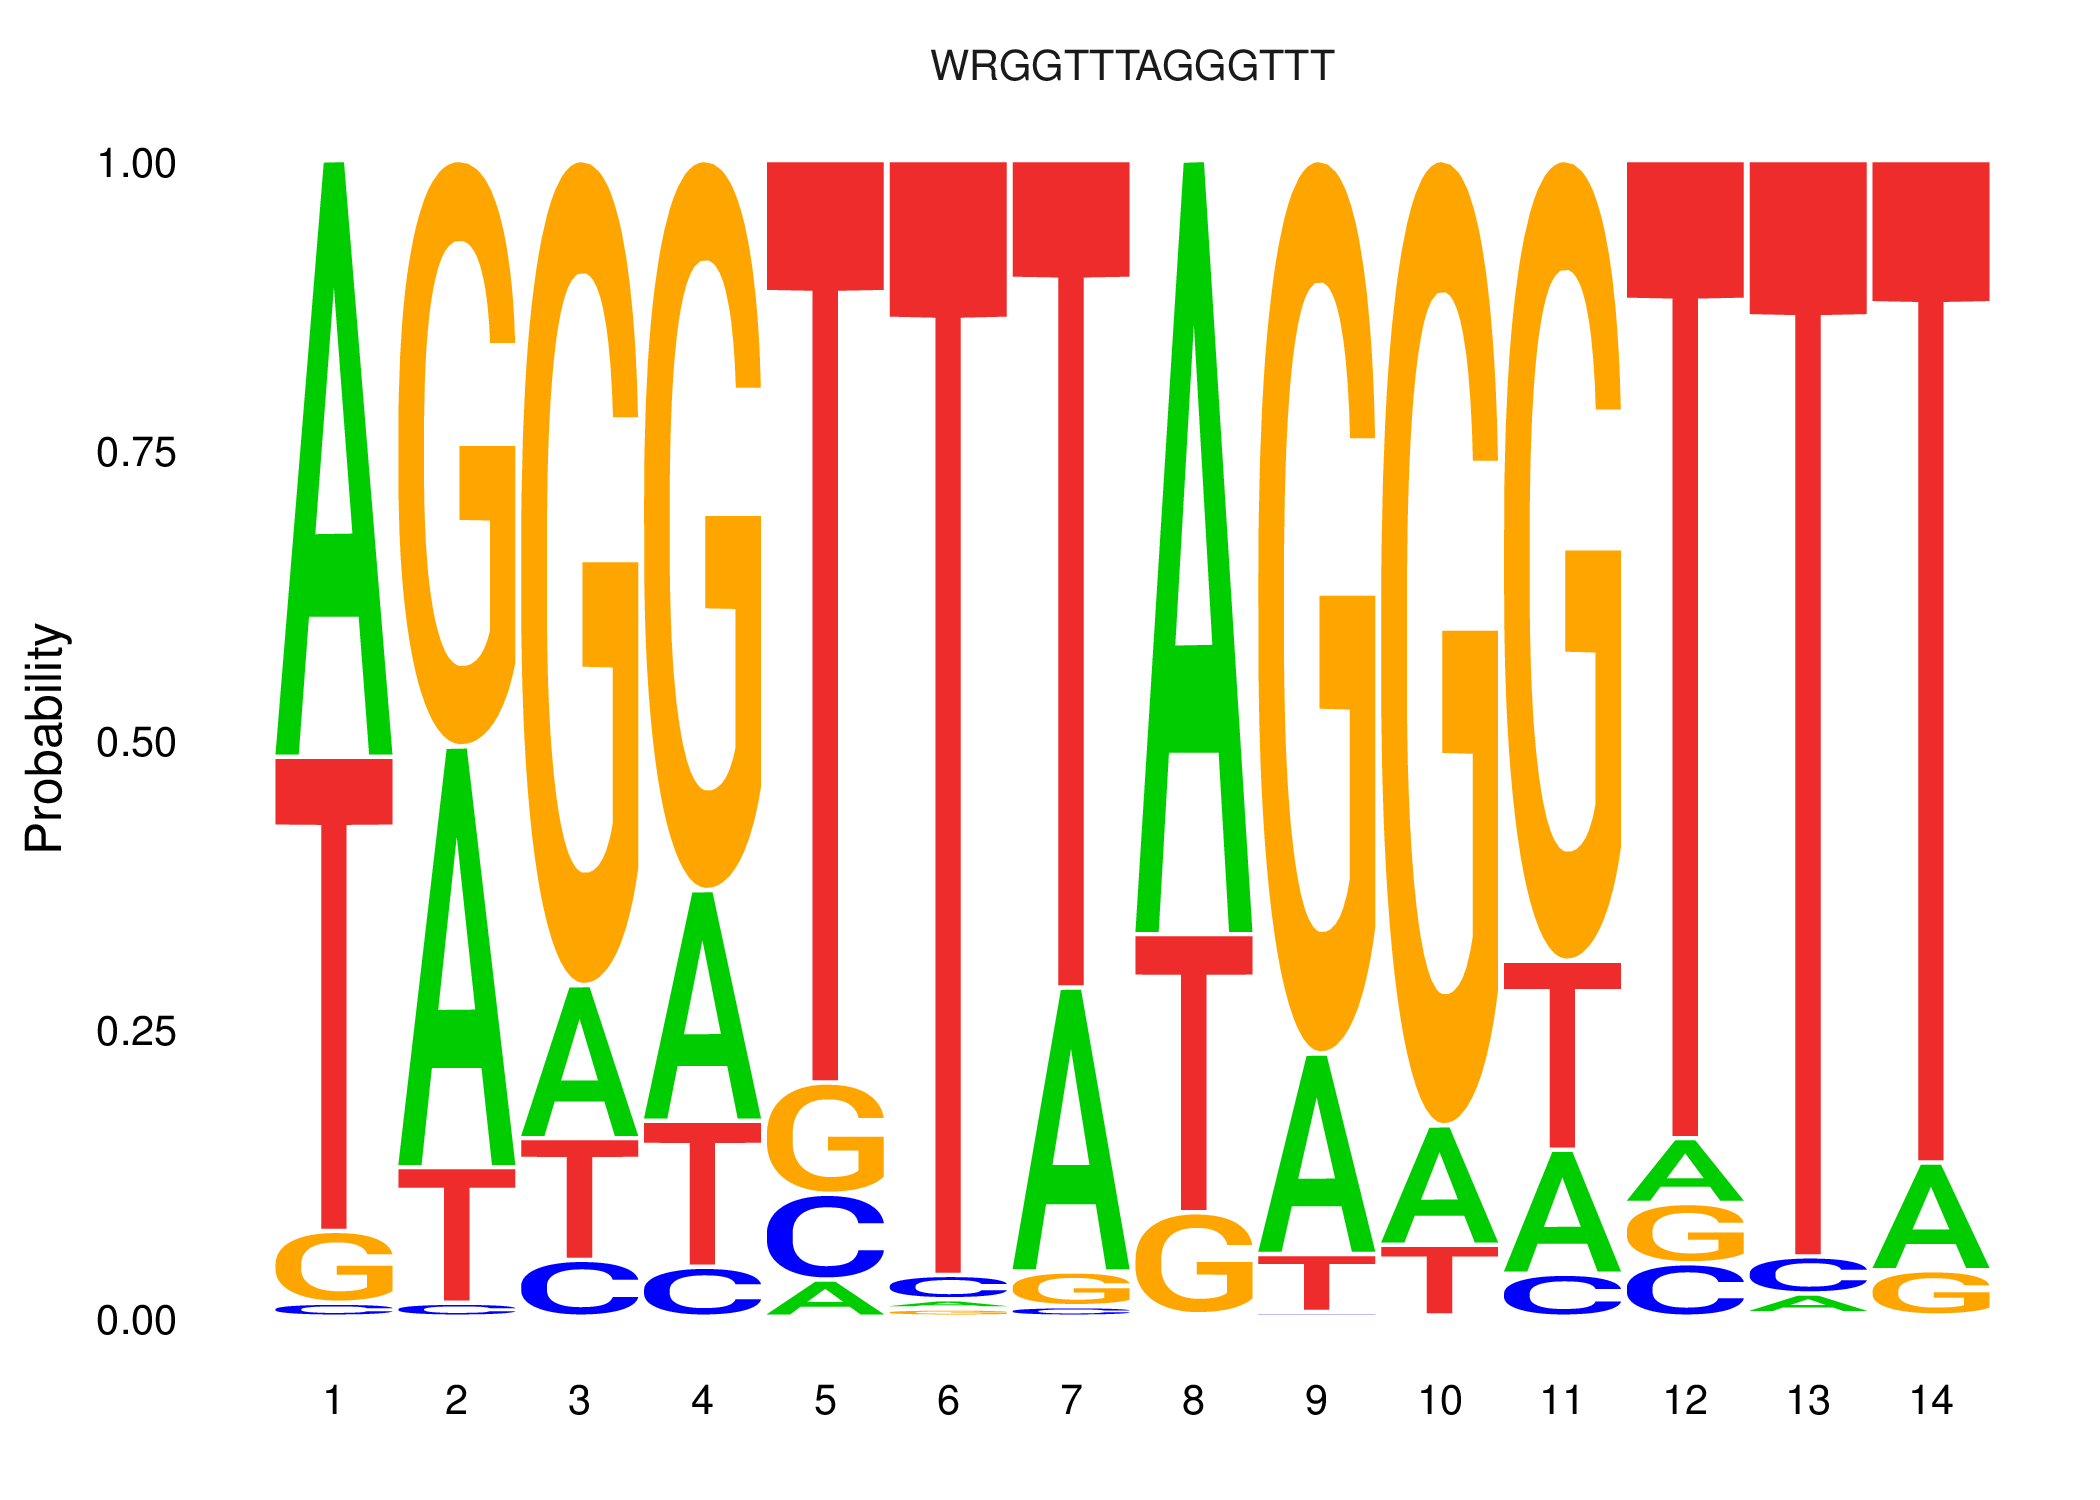 WRGGTTTAGGGTTT
1.00
0.75
0.50
0.25
0.00
Probability
A G G G T T T A G G G T T T
T A A A G C A T A A T A C A
G T T T C A G G T T A G A G
C C C C A G C C C C
1 2 3 4 5 6 7 8 9 10 11 12 13 14